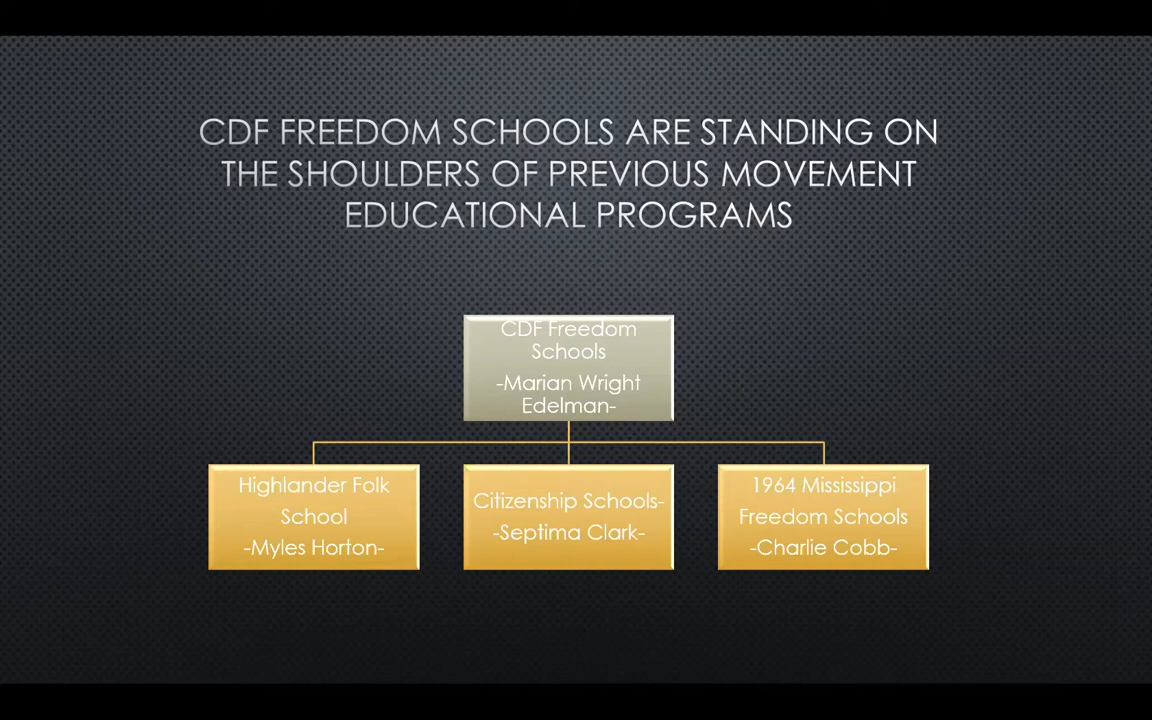 CDF FREEDOM SCHOOLS ARE STANDING ON
THE SHOULDERS OF PREVIOUS MOVEMENT
EDUCATIONAL PROGRAMS
CDF Freedom
Schools
-Marian Wright
Edelman-
Highlander Folk
School
-Myles Horton-
Citizenship Schools-
-Septima Clark-
1964 Mississippi
Freedom Schools
-Charlie Cobb-